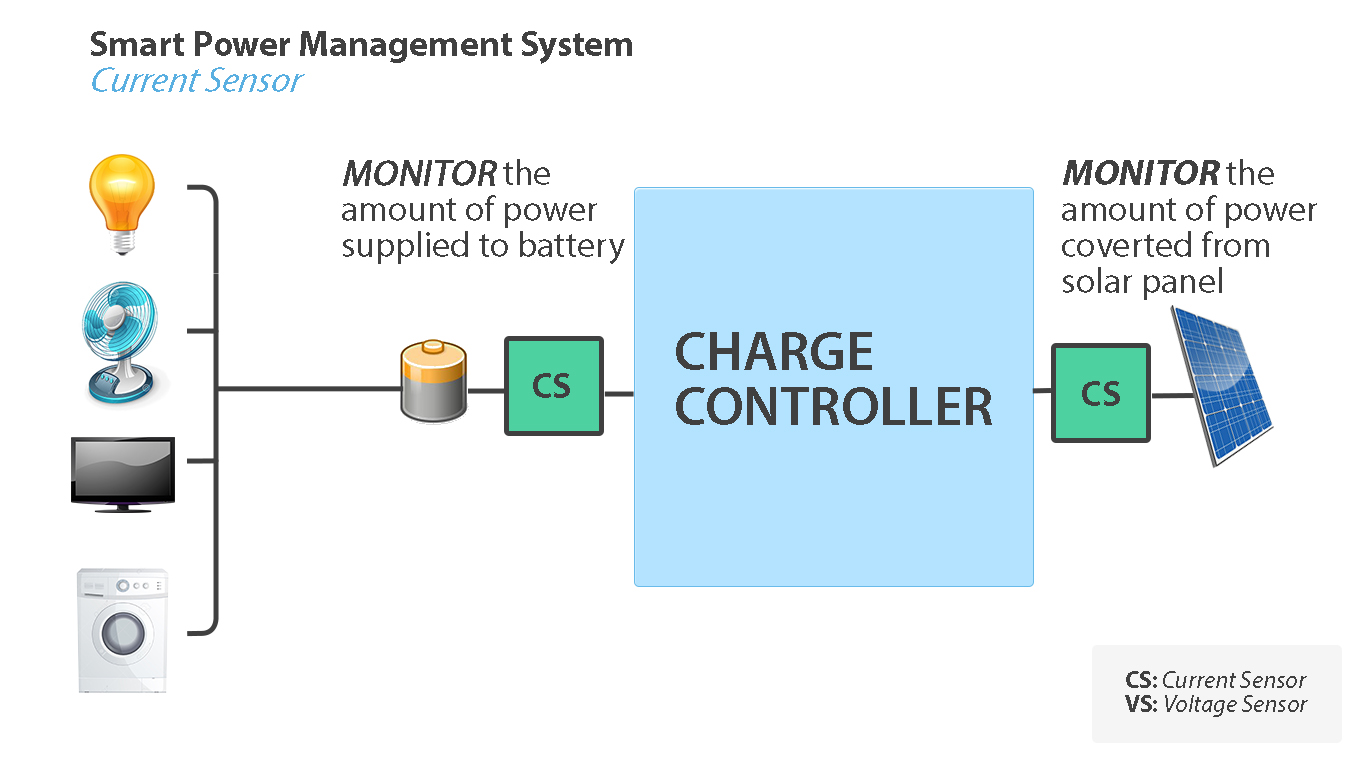 Smart Power Management System
Current Sensor
MONITOR the
amount of power
supplied to battery
MONITOR the
amount of power
coverted from
solar panel
CS
CHARGE
CONTROLLER
CS
CS: Current Sensor
VS: Voltage Sensor